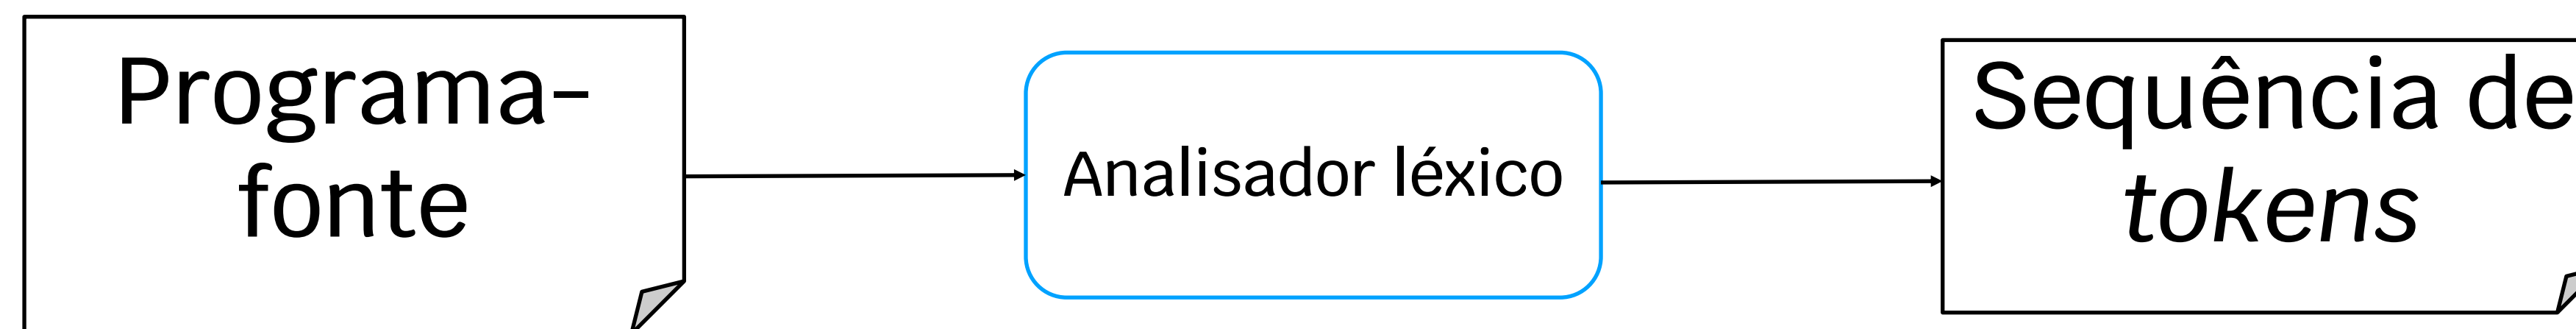 Programa-
fonte
Analisador léxico
Sequência de
tokens